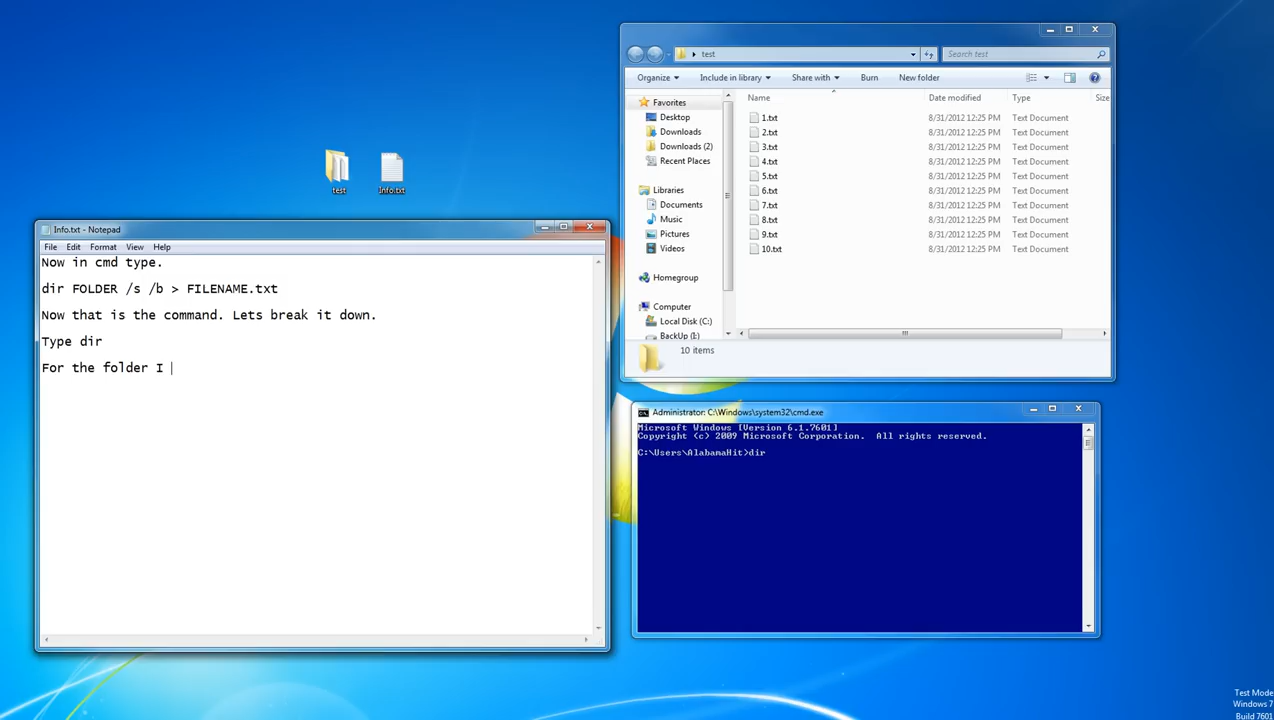 test
Search test
Organize
Include in library
Share with
Burn
New folder
Name
Date modified
Type
Size
Favorites
Desktop
Downloads
Downloads (2)
Recent Places
Libraries
Documents
Music
Pictures
Videos
Homegroup
Computer
Local Disk (C:)
BackUp (I:)
1.txt 8/31/2012 12:25 PM Text Document
2.txt 8/31/2012 12:25 PM Text Document
3.txt 8/31/2012 12:25 PM Text Document
4.txt 8/31/2012 12:25 PM Text Document
5.txt 8/31/2012 12:25 PM Text Document
6.txt 8/31/2012 12:25 PM Text Document
7.txt 8/31/2012 12:25 PM Text Document
8.txt 8/31/2012 12:25 PM Text Document
9.txt 8/31/2012 12:25 PM Text Document
10.txt 8/31/2012 12:25 PM Text Document
10 items
test
Info.txt
Info.txt - Notepad
File Edit Format View Help
Now in cmd type.
dir FOLDER /s /b > FILENAME.txt
Now that is the command. Lets break it down.
Type dir
For the folder I
Administrator: C:\Windows\system32\cmd.exe
Microsoft Windows [Version 6.1.7601]
Copyright (c) 2009 Microsoft Corporation. All rights reserved.
C:\Users\AlabamaHit>dir
Test Mode
Windows 7
Build 7601